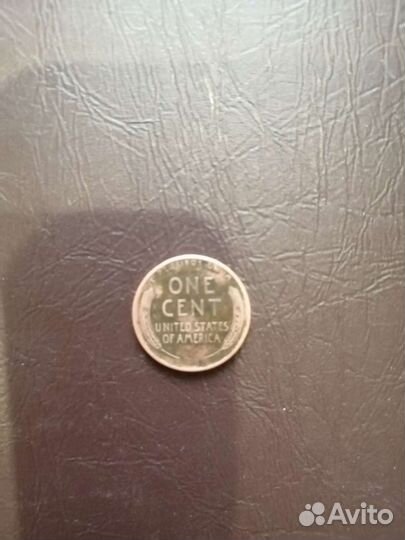 ONE
CENT
UNITED STATES
OF AMERICA
Avito